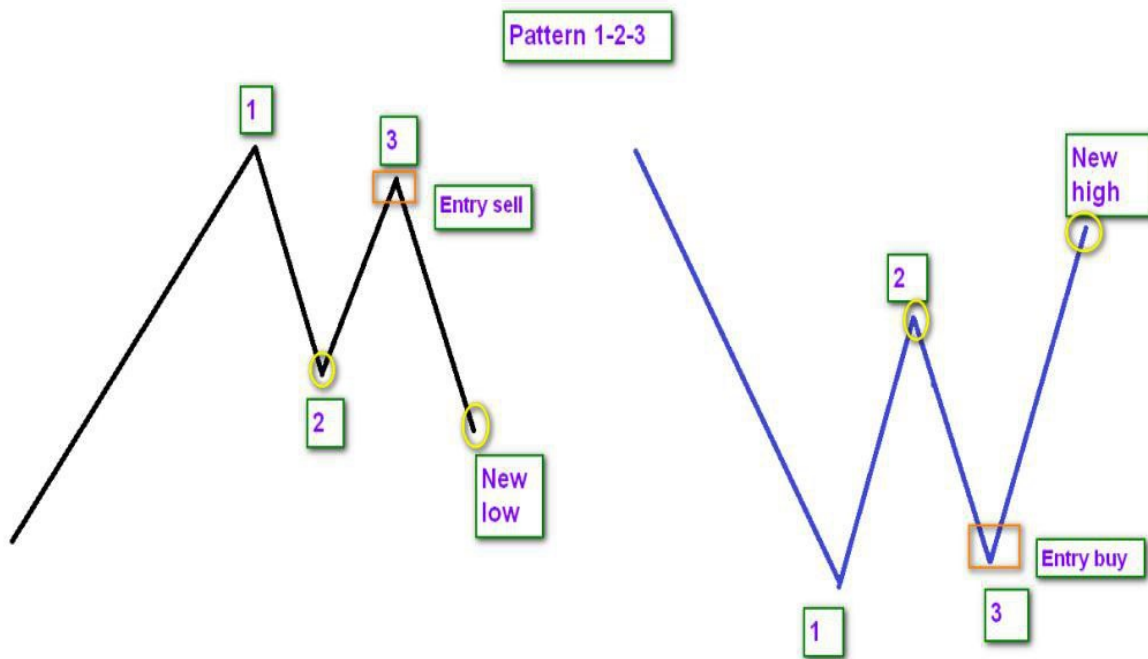 Pattern 1-2-3
1
3
Entry sell
2
New
low
New
high
2
Entry buy
1
3